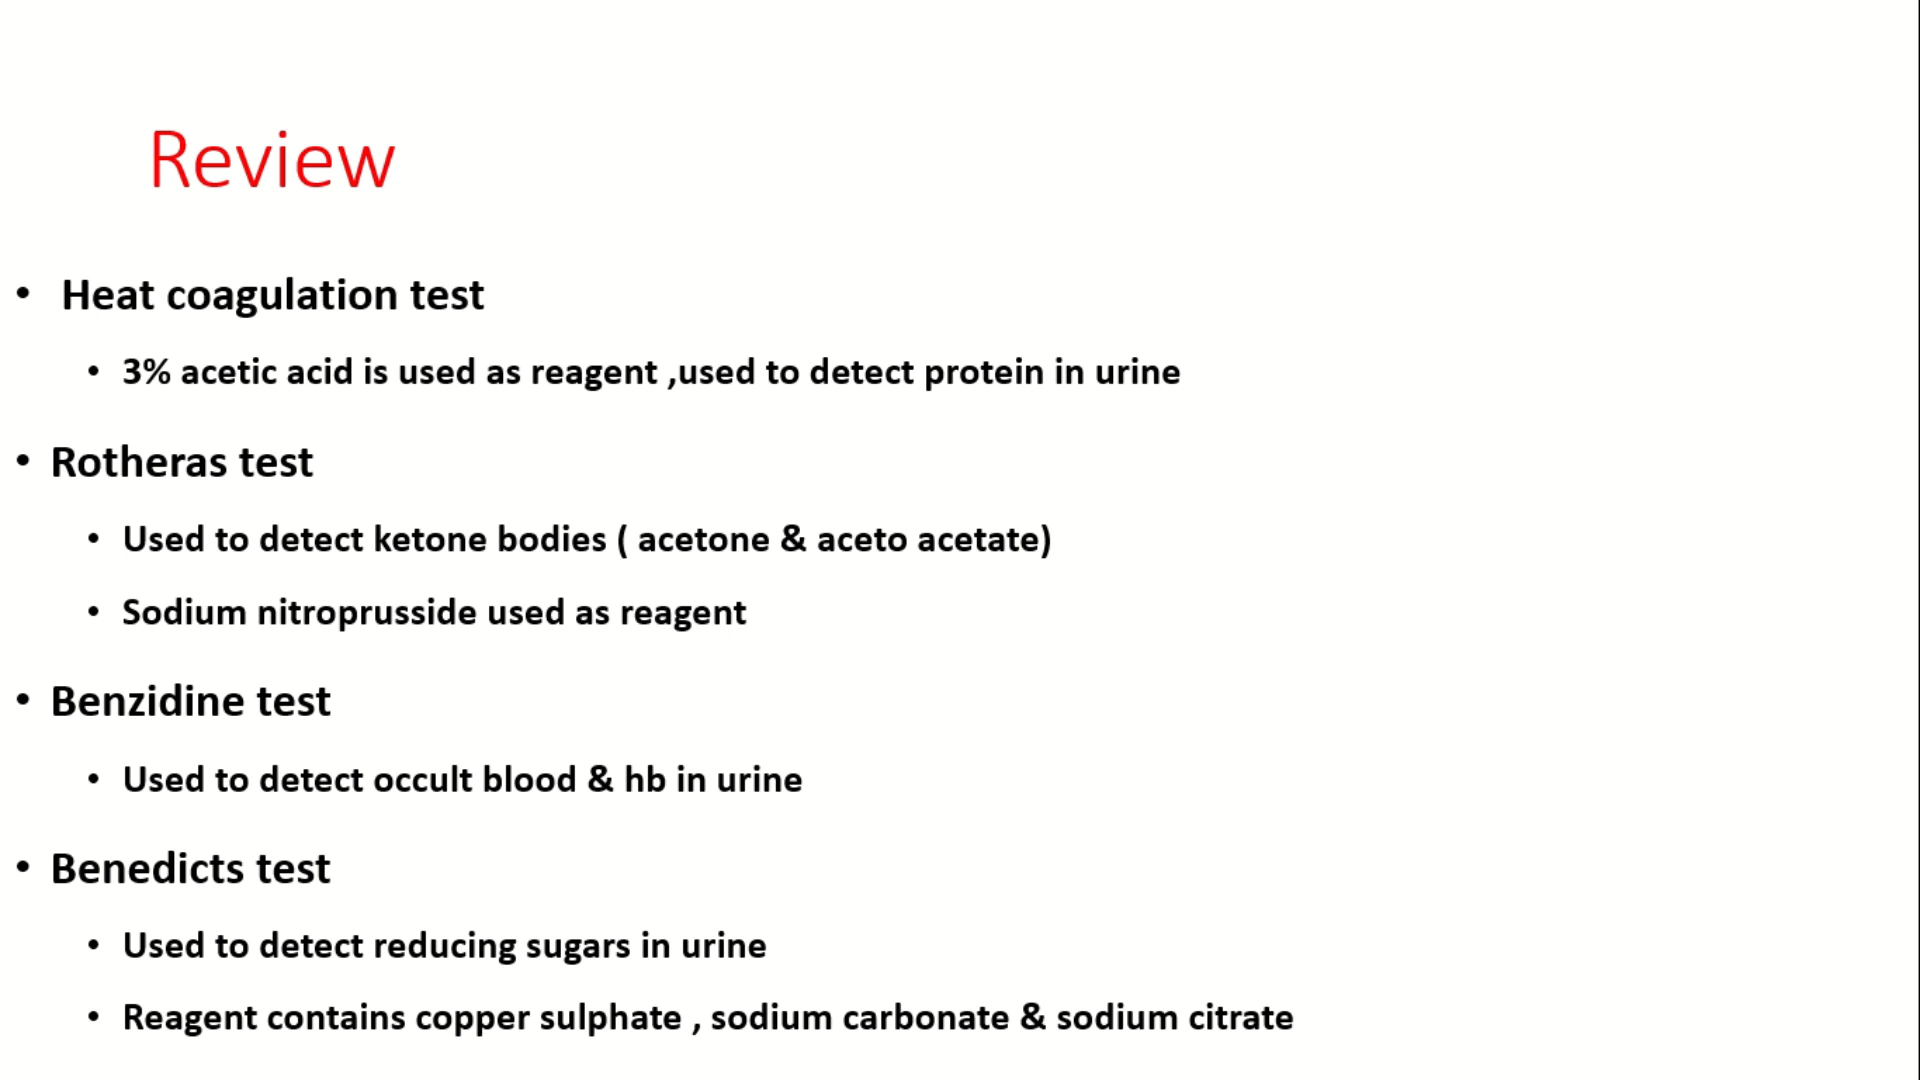 Review
• Heat coagulation test
• 3% acetic acid is used as reagent ,used to detect protein in urine
• Rotheras test
• Used to detect ketone bodies ( acetone & aceto acetate)
• Sodium nitroprusside used as reagent
• Benzidine test
• Used to detect occult blood & hb in urine
• Benedicts test
• Used to detect reducing sugars in urine
• Reagent contains copper sulphate , sodium carbonate & sodium citrate